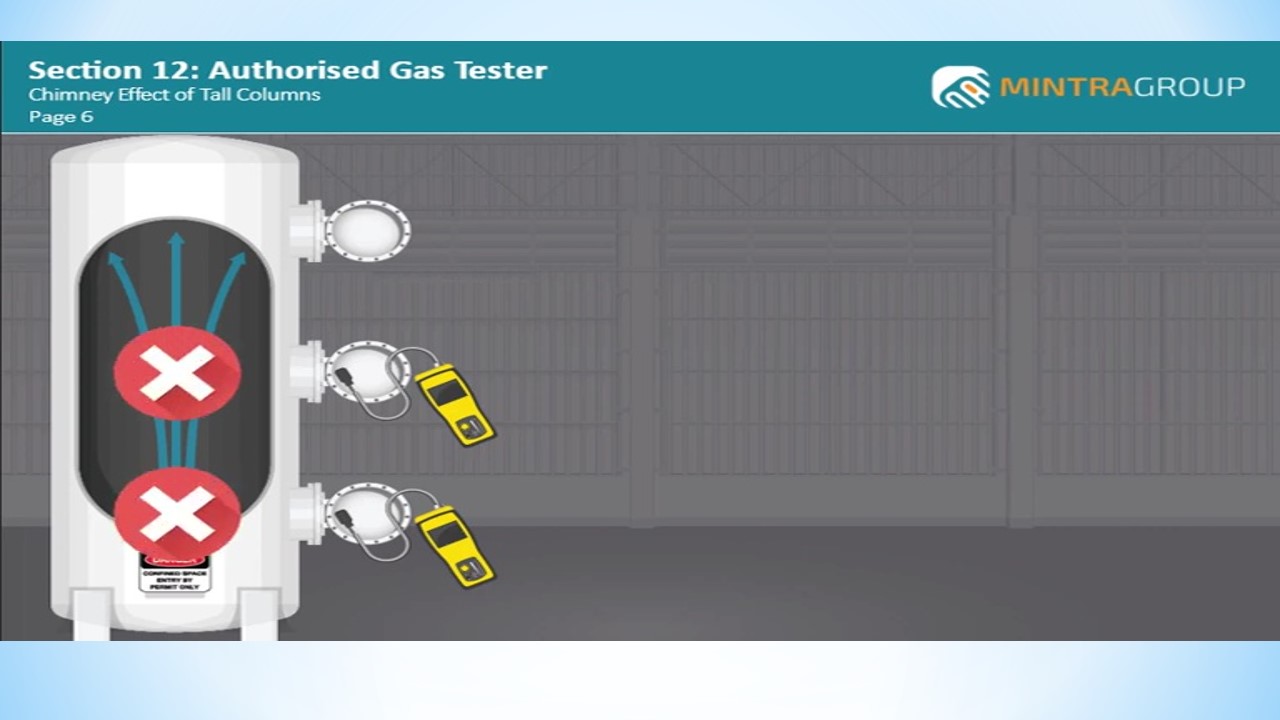 Section 12: Authorised Gas Tester
Chimney Effect of Tall Columns
Page 6
MINTRAGROUP
DANGER
CONFINED SPACE
ENTRY BY
PERMIT ONLY